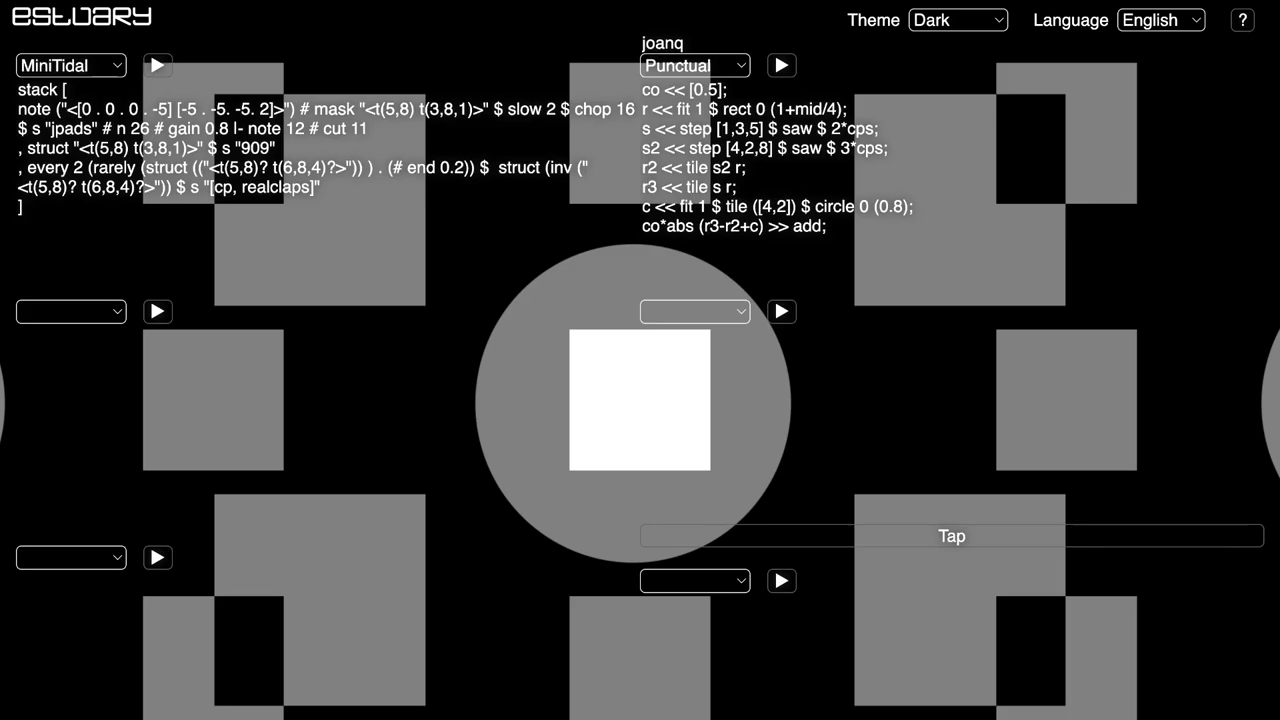 estuary
Theme Dark Language English ?
MiniTidal
stack [
note ("<[0 . 0 . 0 . -5] [-5 . -5. -5. 2]>") # mask "<t(5,8) t(3,8,1)>" $ slow 2 $ chop 16
$ s "jpads" # n 26 # gain 0.8 |- note 12 # cut 11
, struct "<t(5,8) t(3,8,1)>" $ s "909"
, every 2 (rarely (struct (("<t(5,8)? t(6,8,4)?>")) ) . (# end 0.2)) $  struct (inv ("
<t(5,8)? t(6,8,4)?>")) $ s "[cp, realclaps]"
]
joanq
Punctual
co << [0.5];
r << fit 1 $ rect 0 (1+mid/4);
s << step [1,3,5] $ saw $ 2*cps;
s2 << step [4,2,8] $ saw $ 3*cps;
r2 << tile s2 r;
r3 << tile s r;
c << fit 1 $ tile ([4,2]) $ circle 0 (0.8);
co*abs (r3-r2+c) >> add;
Tap